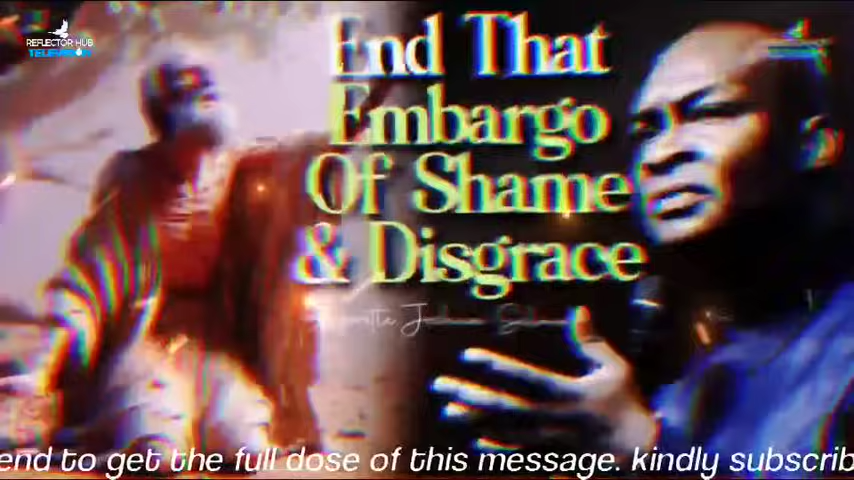 REFLECTOR HUB
TELEVISION
End That
Embargo
Of Shame
& Disgrace
end to get the full dose of this message. kindly subscrib